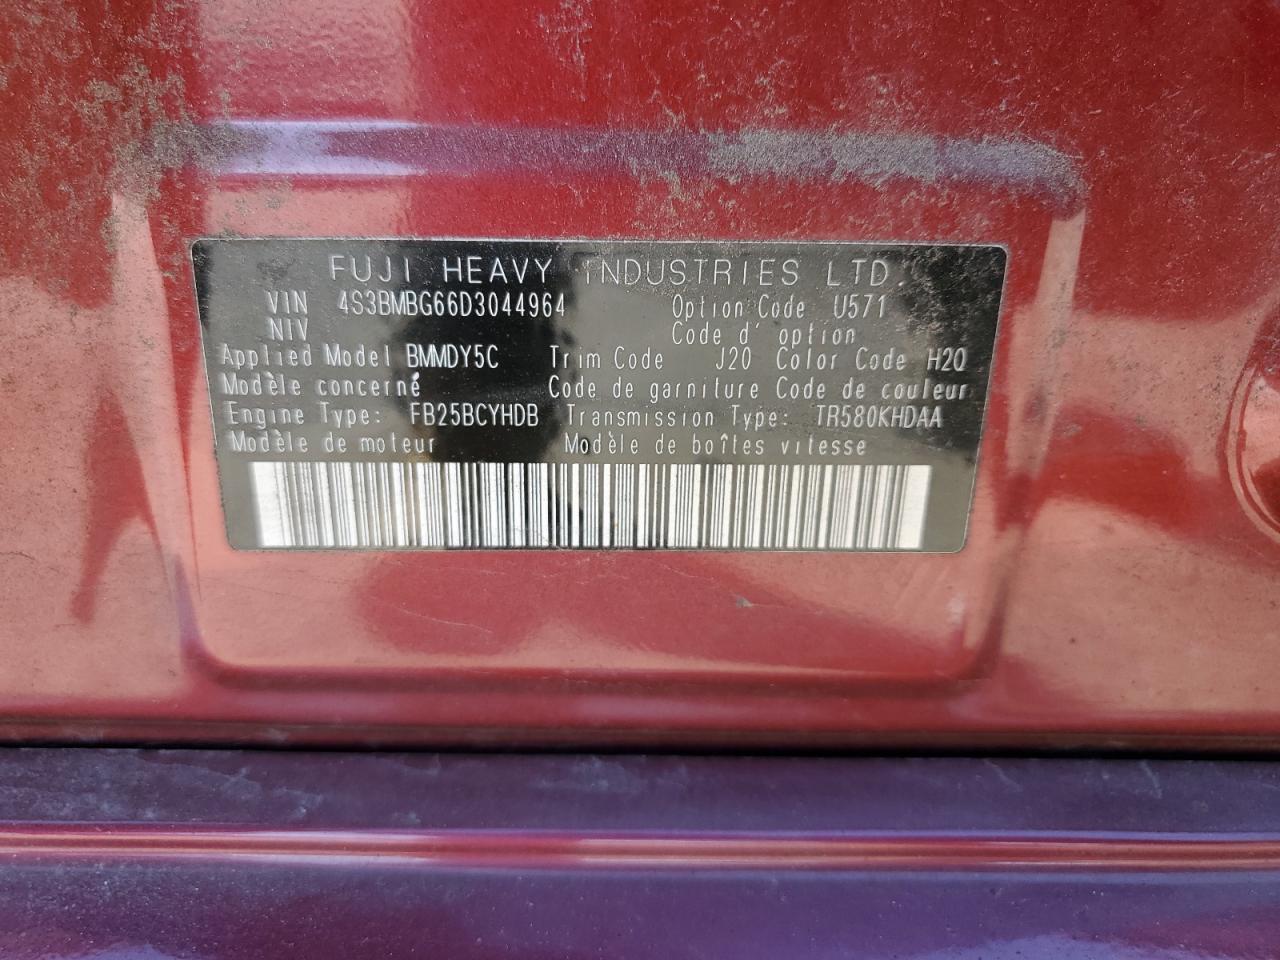 FUJI HEAVY INDUSTRIES LTD.
VIN 4S3BMBG66D3044964 Option Code U571
NIV Code d' option
Applied Model BMMDY5C Trim Code J20 Color Code H2Q
Modèle concerné Code de garniture Code de couleur
Engine Type: FB25BCYHDB Transmission Type: TR580KHDAA
Modèle de moteur Modèle de boîtes vitesse